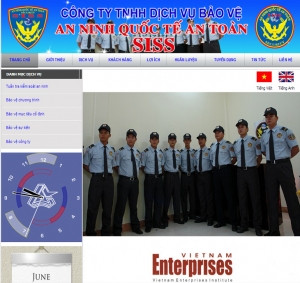 CÔNG TY TNHH DỊCH VỤ BẢO VỆ
AN NINH QUỐC TẾ AN TOÀN
SISS
TRANG CHỦ GIỚI THIỆU DỊCH VỤ KHÁCH HÀNG LỢI ÍCH HUẤN LUYỆN TUYỂN DỤNG TIN TỨC LIÊN HỆ
DANH MỤC DỊCH VỤ
Tuần tra kiểm soát an ninh
Bảo vệ chương trình
Bảo vệ mục tiêu cố định
Bảo vệ sự kiện
Bảo vệ công ty
Tiếng Việt Tiếng Anh
VIETNAM
Enterprises
Vietnam Enterprises Institute
JUNE